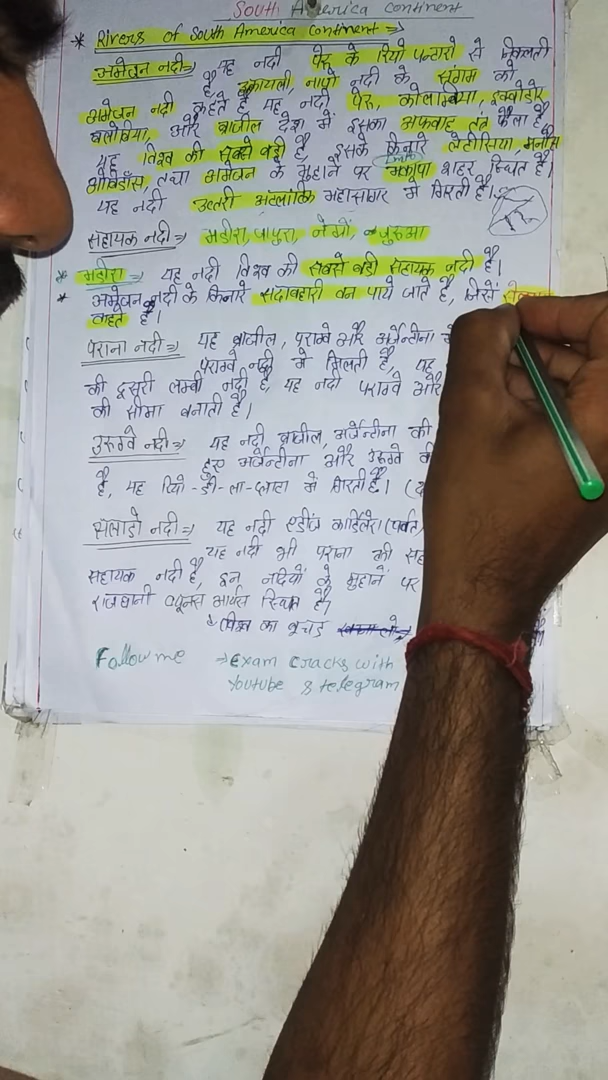 South America continent
* Rivers of South America continent ⇒
अमेजन नदी ⇒ यह नदी पेरू के रियो पन्तारो से निकलती
है, उकायली, नापो नदी के संगम को
अमेजन नदी कहते है यह नदी पेरू, कोलाम्बिया, इक्वीडोर
बलोविया, और ब्राजील देश में इसका अफवाह तंत्र फैला है
यह विश्व की सबसे बड़ी है, इसके किनारे लेटीसिया, मनौस
ओबिडोंस, तथा अमेजन के मुहाने पर मकापा शहर स्थित है।
यह नदी उत्तरी अटलांटिक महासागर में गिरती है।
सहायक नदी ⇒ मडीरा, जापुरा, नेग्रो,
* मडीरा ⇒ यह नदी विश्व की सबसे बड़ी सहायक नदी है।
* अमेजन नदी के किनारे सदाबहारी वन पाये जाते है, जिसे
कहते है।
पराना नदी ⇒ यह ब्राजील, पराग्वे और अर्जेन्टीना
पराग्वे नदी में मिलती है, यह
की दूसरी लम्बी नदी है, यह नदी पराग्वे और
की सीमा बनाती है।
उरूग्वे नदी ⇒ यह नदी ब्राजील, अर्जेन्टीना की
हुए अर्जेन्टीना और उरूग्वे की
है, यह रियो-डी-ला-प्लाटा में गिरती है।
सलाडो नदी ⇒ यह नदी एंडीज कार्डिलेरा (पर्वत)
यह नदी भी पराना की
सहायक नदी है, इन नदियों के मुहाने पर
राजधानी ब्यूनस आयर्स स्थित है।
विश्व का बूचड़
Follow me ⇒ Exam Cracks with
Youtube & telegram